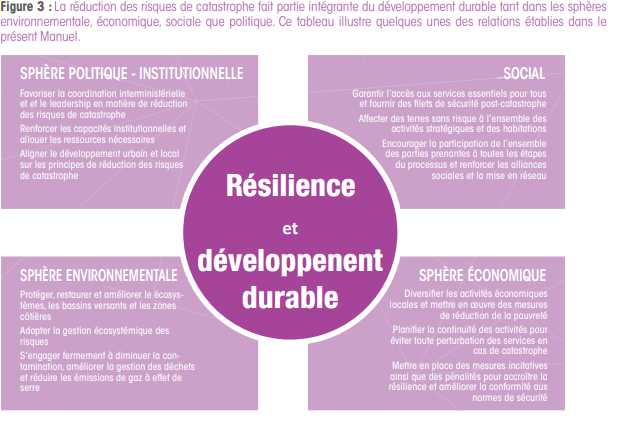 Figure 3 : La réduction des risques de catastrophe fait partie intégrante du développement durable tant dans les sphères
environnementale, économique, sociale que politique. Ce tableau illustre quelques unes des relations établies dans le
présent Manuel.
SPHÈRE POLITIQUE - INSTITUTIONNELLE
Favoriser la coordination interministérielle
et et le leadership en matière de réduction
des risques de catastrophe
Renforcer les capacités institutionnelles et
allouer les ressources nécessaires
Aligner le développement urbain et local
sur les principes de réduction des risques
de catastrophe
SOCIAL
Garantir l'accès aux services essentiels pour tous
et fournir des filets de sécurité post-catastrophe
Affecter des terres sans risque à l'ensemble des
activités stratégiques et des habitations
Encourager la participation de l'ensemble
des parties prenantes à toutes les étapes
du processus et renforcer les alliances
sociales et la mise en réseau
Résilience
et
développenent
durable
SPHÈRE ENVIRONNEMENTALE
Protéger, restaurer et améliorer le écosys-
tèmes, les bassins versants et les zones
côtières
Adopter la gestion écosystémique des
risques
S'engager fermement à diminuer la con-
tamination, améliorer la gestion des déchets
et réduire les émissions de gaz à effet de
serre
SPHÈRE ÉCONOMIQUE
Diversifier les activités économiques
locales et mettre en œuvre des mesures
de réduction de la pauvreté
Planifier la continuité des activités pour
éviter toute perturbation des services en
cas de catastrophe
Mettre en place des mesures incitatives
ainsi que des pénalités pour accroître la
résilience et améliorer la conformité aux
normes de sécurité